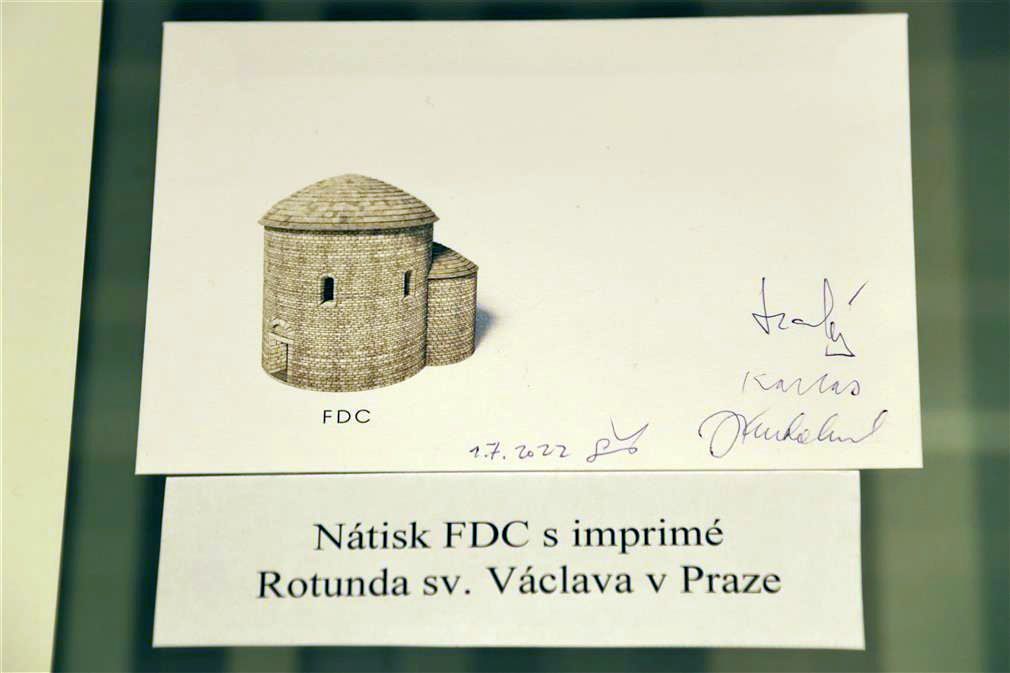 FDC
1.7.2022
Karlas
Nátisk FDC s imprimé
Rotunda sv. Václava v Praze